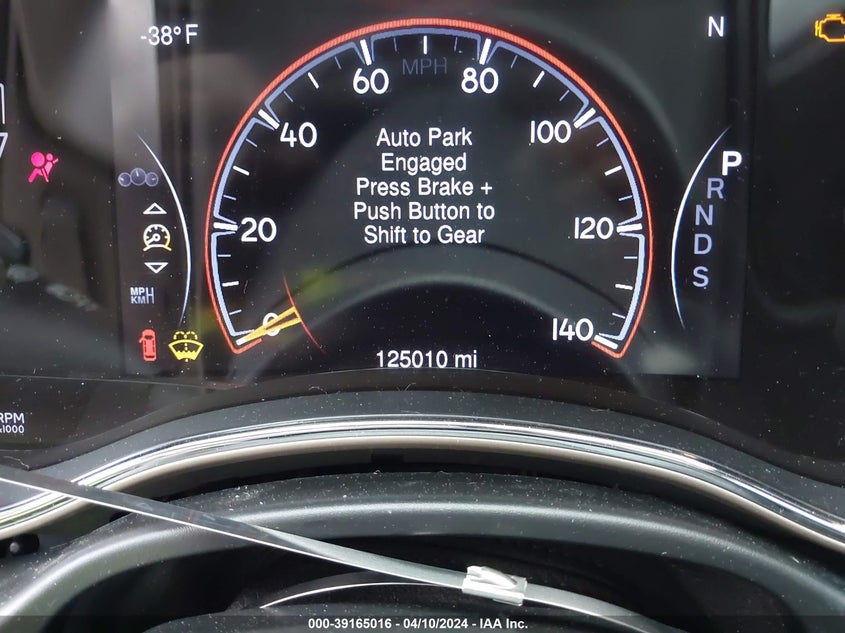 -38°F
N
MPH
60
80
40
100
20
120
0
140
Auto Park
Engaged
Press Brake +
Push Button to
Shift to Gear
P
R
N
D
S
MPH
KM/H
125010 mi
RPM
x1000
000-39165016 - 04/10/2024 - IAA Inc.